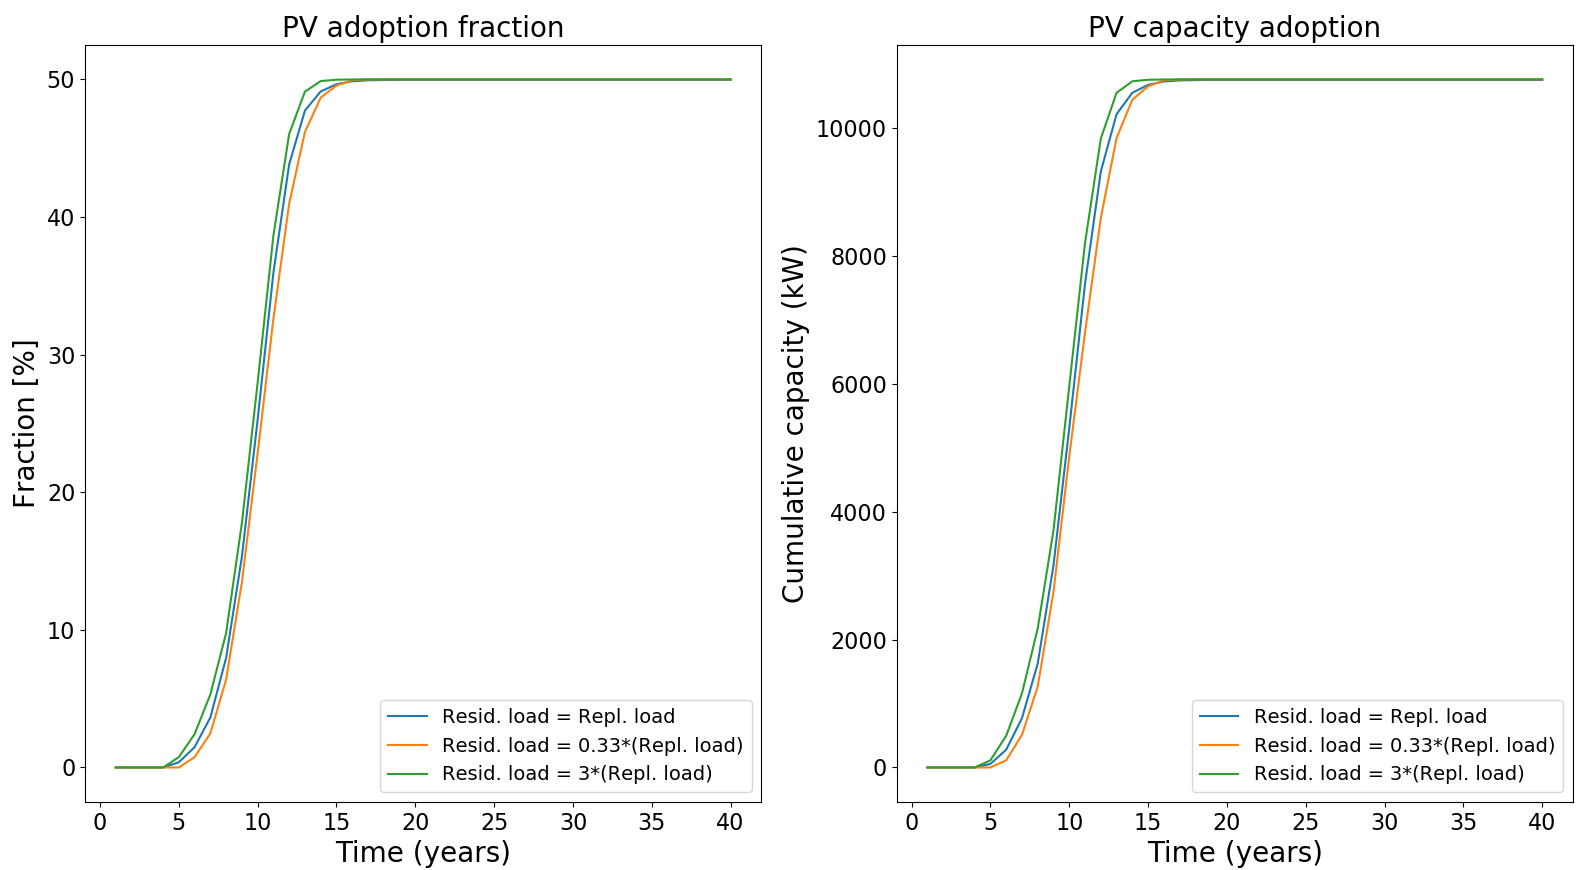 PV adoption fraction
Fraction [%]
50
40
30
20
10
0
0 5 10 15 20 25 30 35 40
Time (years)
Resid. load = Repl. load
Resid. load = 0.33*(Repl. load)
Resid. load = 3*(Repl. load)
PV capacity adoption
Cumulative capacity (kW)
10000
8000
6000
4000
2000
0
0 5 10 15 20 25 30 35 40
Time (years)
Resid. load = Repl. load
Resid. load = 0.33*(Repl. load)
Resid. load = 3*(Repl. load)